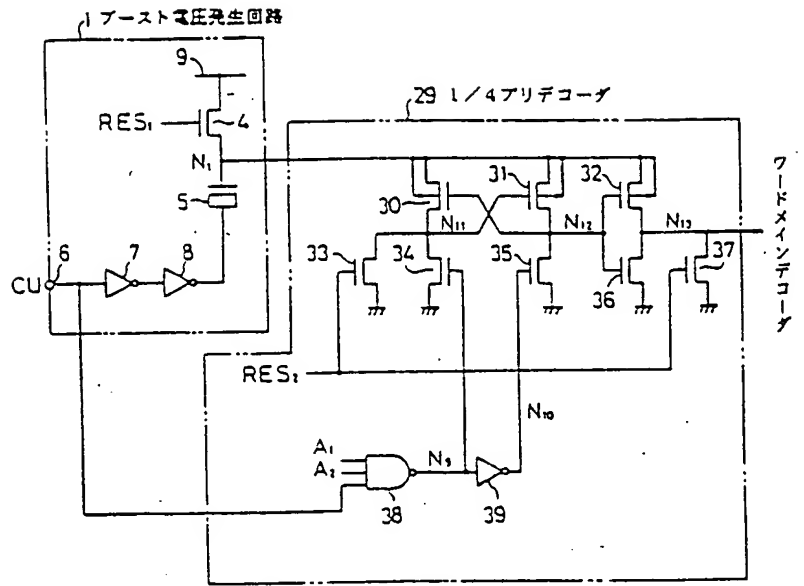 1 ブースト電圧発生回路
9
29 1/4プリデコーダ
RES₁
4
N₁
5
30
31
32
N₁₁
N₁₂
N₁₃
ワードメインデコーダ
33
34
35
36
37
CU
6
7
8
RES₂
N₁₀
A₁
A₂
N₉
38
39